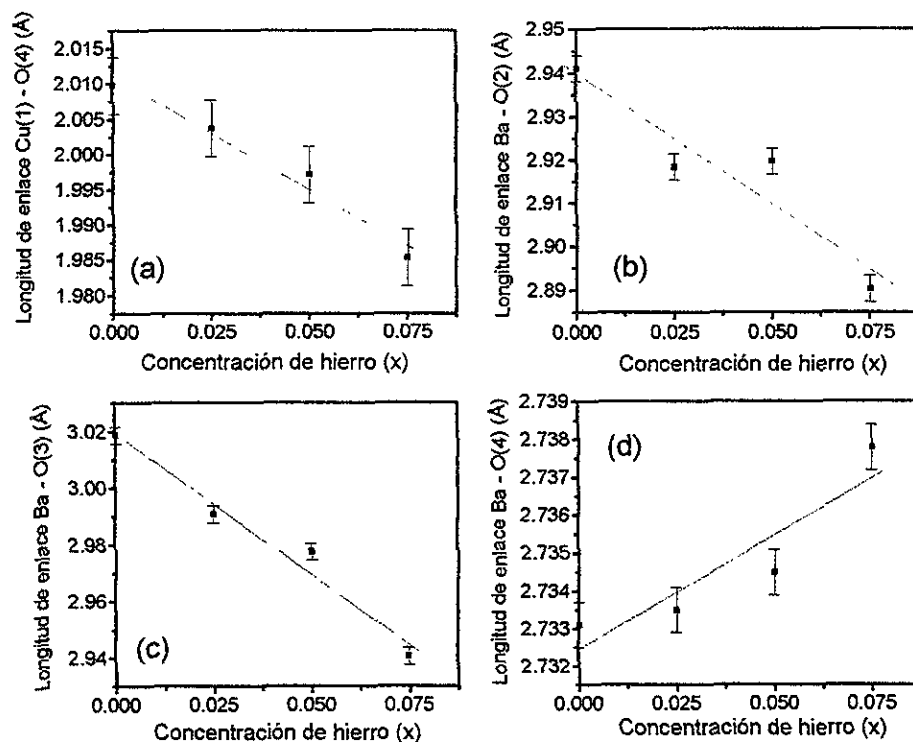 Longitud de enlace Cu(1) - O(4) (Å)
2.015
2.010
2.005
2.000
1.995
1.990
1.985
1.980
(a)
0.000 0.025 0.050 0.075
Concentración de hierro (x)
Longitud de enlace Ba - O(2) (Å)
2.95
2.94
2.93
2.92
2.91
2.90
2.89
(b)
0.000 0.025 0.050 0.075
Concentración de hierro (x)
Longitud de enlace Ba - O(3) (Å)
3.02
3.00
2.98
2.96
2.94
(c)
0.000 0.025 0.050 0.075
Concentración de hierro (x)
Longitud de enlace Ba - O(4) (Å)
2.739
2.738
2.737
2.736
2.735
2.734
2.733
2.732
(d)
0.000 0.025 0.050 0.075
Concentración de hierro (x)